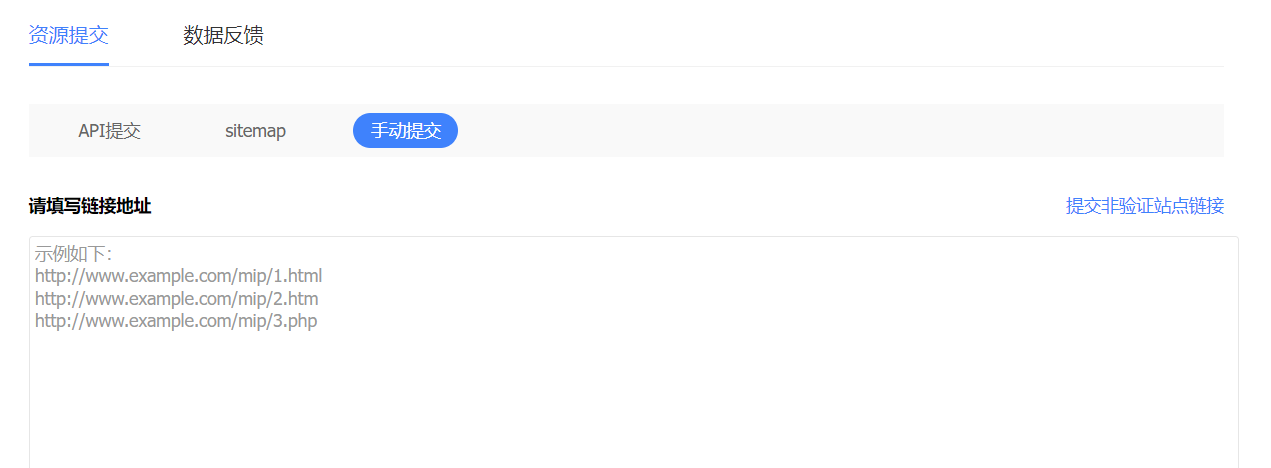 资源提交 数据反馈
API提交 sitemap 手动提交
请填写链接地址 提交非验证站点链接
示例如下：
http://www.example.com/mip/1.html
http://www.example.com/mip/2.htm
http://www.example.com/mip/3.php